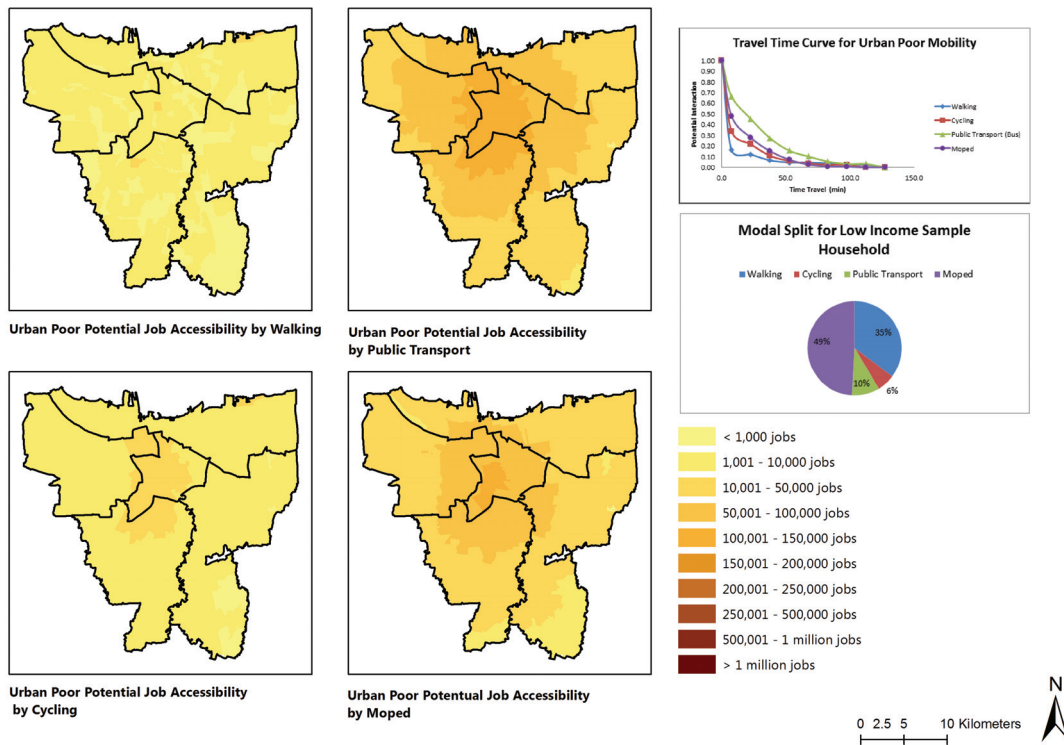 Urban Poor Potential Job Accessibility by Walking
Urban Poor Potential Job Accessibility
by Public Transport
Urban Poor Potential Job Accessibility
by Cycling
Urban Poor Potentual Job Accessibility
by Moped
Travel Time Curve for Urban Poor Mobility
Potential Interaction
1.00
0.90
0.80
0.70
0.60
0.50
0.40
0.30
0.20
0.10
0.00
0.0 50.0 100.0 150.0
Time Travel (min)
Walking
Cycling
Public Transport (Bus)
Moped
Modal Split for Low Income Sample
Household
Walking Cycling Public Transport Moped
49%
35%
10%
6%
< 1,000 jobs
1,001 - 10,000 jobs
10,001 - 50,000 jobs
50,001 - 100,000 jobs
100,001 - 150,000 jobs
150,001 - 200,000 jobs
200,001 - 250,000 jobs
250,001 - 500,000 jobs
500,001 - 1 million jobs
> 1 million jobs
N
0 2.5 5 10 Kilometers